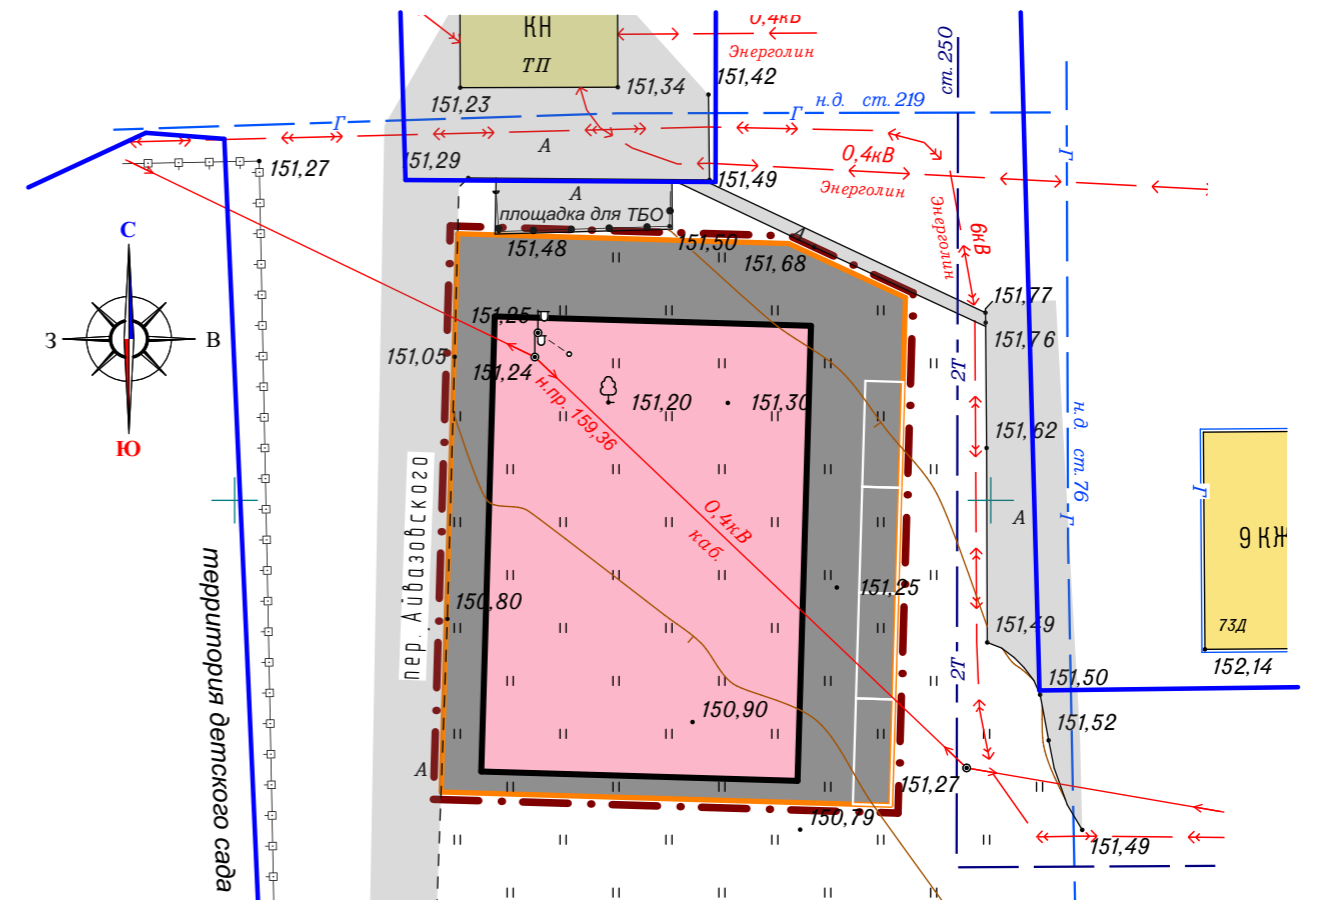 КН
ТП
0,4кВ
Энерголин
ст. 250
151,42
151,34
151,23
н.д. ст. 219
Г
Г
А
0,4кВ
Энерголин
Г
151,29
151,27
151,49
А
площадка для ТБО
151,48
151,50
А
151,68
Энерголин
6кВ
С
З
В
Ю
151,77
151,76
151,25
151,05
151,24
н.пр. 159,36
151,20
151,30
2Т
н.д. ст. 76
151,62
Г
Г
А
9 КЖ
0,4кВ
каб.
пер. Айвазовского
территория детского сада
151,25
150,80
151,49
73Д
152,14
2Т
151,50
150,90
151,52
А
151,27
150,79
151,49